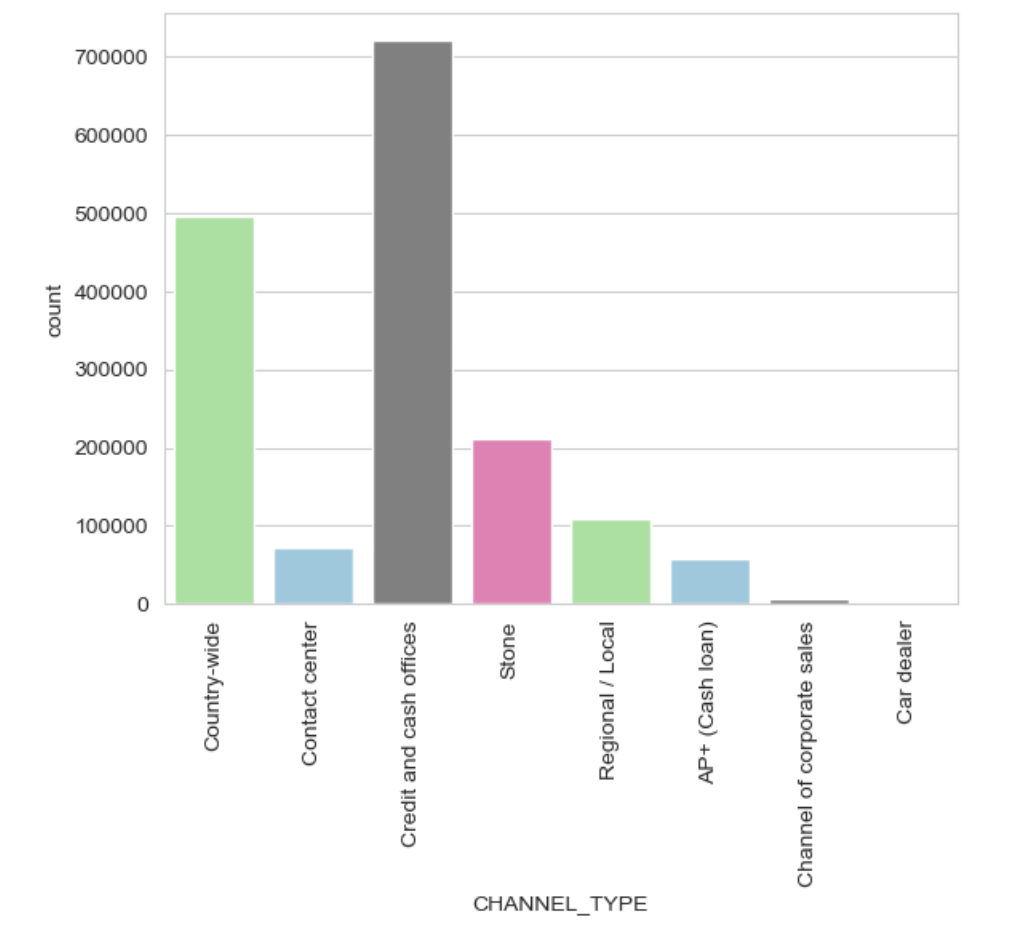 700000
600000
500000
400000
300000
200000
100000
0
count
Country-wide
Contact center
Credit and cash offices
Stone
Regional / Local
AP+ (Cash loan)
Channel of corporate sales
Car dealer
CHANNEL_TYPE